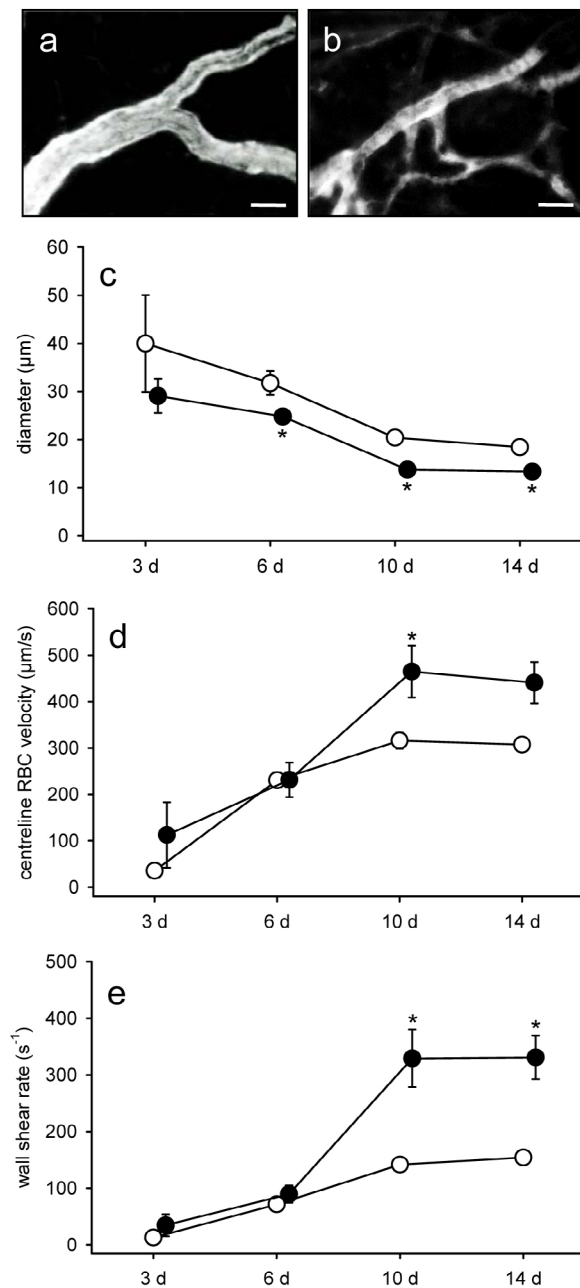 a
b
c
60
50
40
30
20
10
0
diameter (µm)
*
*
*
3 d 6 d 10 d 14 d
d
600
500
400
300
200
100
0
centreline RBC velocity (µm/s)
*
3 d 6 d 10 d 14 d
e
500
400
300
200
100
0
wall shear rate (s⁻¹)
*
*
3 d 6 d 10 d 14 d